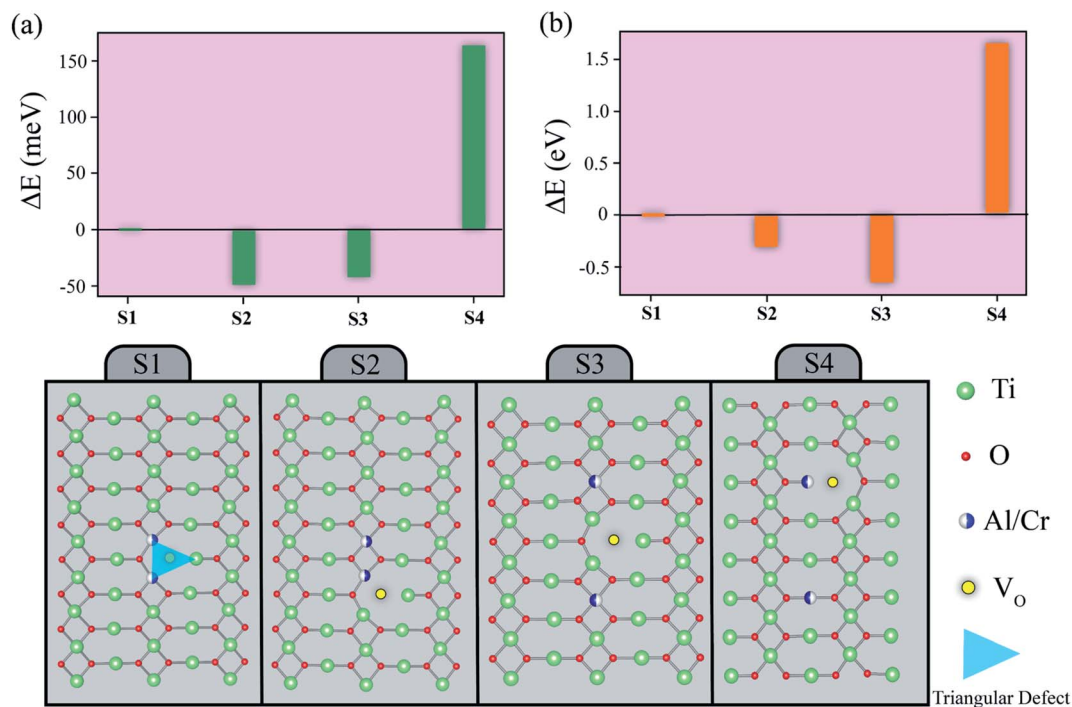 (a)
ΔE (meV)
150
100
50
0
-50
S1 S2 S3 S4
(b)
ΔE (eV)
1.5
1.0
0.5
0
-0.5
S1 S2 S3 S4
S1 S2 S3 S4
Ti
O
Al/Cr
V_O
Triangular Defect